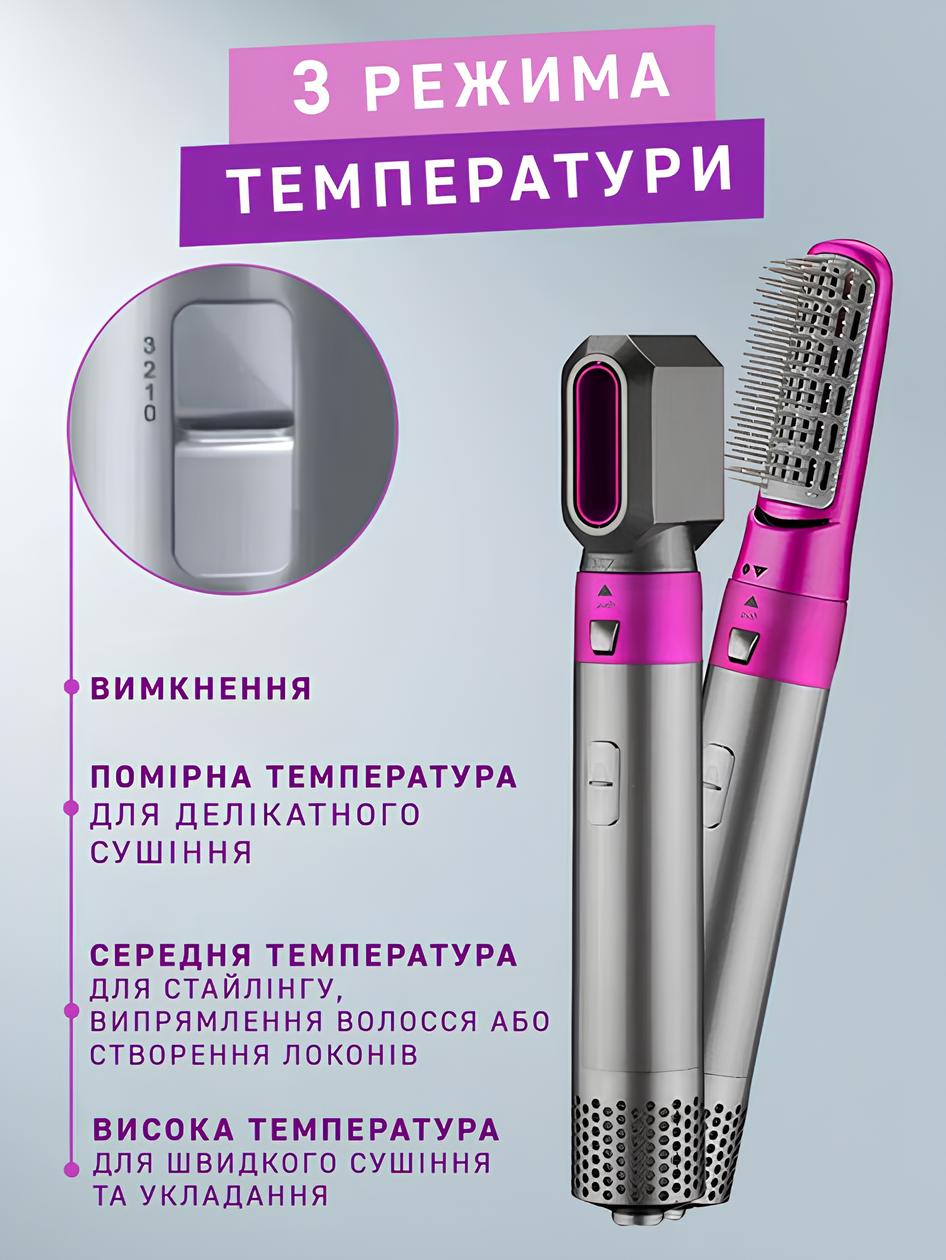 3 РЕЖИМА
ТЕМПЕРАТУРИ
3
2
1
0
ВИМКНЕННЯ
ПОМІРНА ТЕМПЕРАТУРА
ДЛЯ ДЕЛІКАТНОГО
СУШІННЯ
СЕРЕДНЯ ТЕМПЕРАТУРА
ДЛЯ СТАЙЛІНГУ,
ВИПРЯМЛЕННЯ ВОЛОССЯ АБО
СТВОРЕННЯ ЛОКОНІВ
ВИСОКА ТЕМПЕРАТУРА
ДЛЯ ШВИДКОГО СУШІННЯ
ТА УКЛАДАННЯ